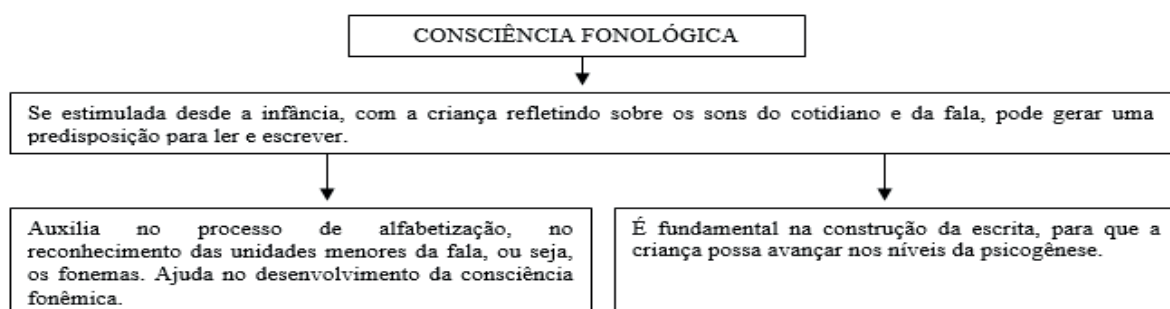 CONSCIÊNCIA FONOLÓGICA
Se estimulada desde a infância, com a criança refletindo sobre os sons do cotidiano e da fala, pode gerar uma
predisposição para ler e escrever.
Auxilia no processo de alfabetização, no
reconhecimento das unidades menores da fala, ou seja,
os fonemas. Ajuda no desenvolvimento da consciência
fonêmica.
É fundamental na construção da escrita, para que a
criança possa avançar nos níveis da psicogênese.